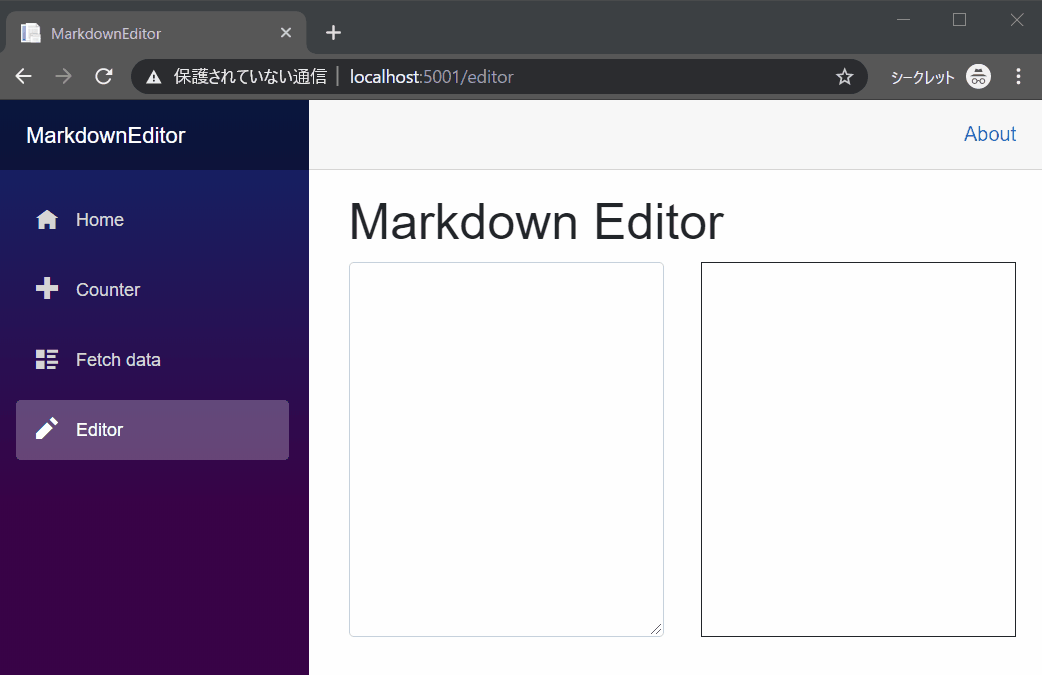 MarkdownEditor
保護されていない通信 localhost:5001/editor シークレット
MarkdownEditor
About
Home
Counter
Fetch data
Editor
Markdown Editor